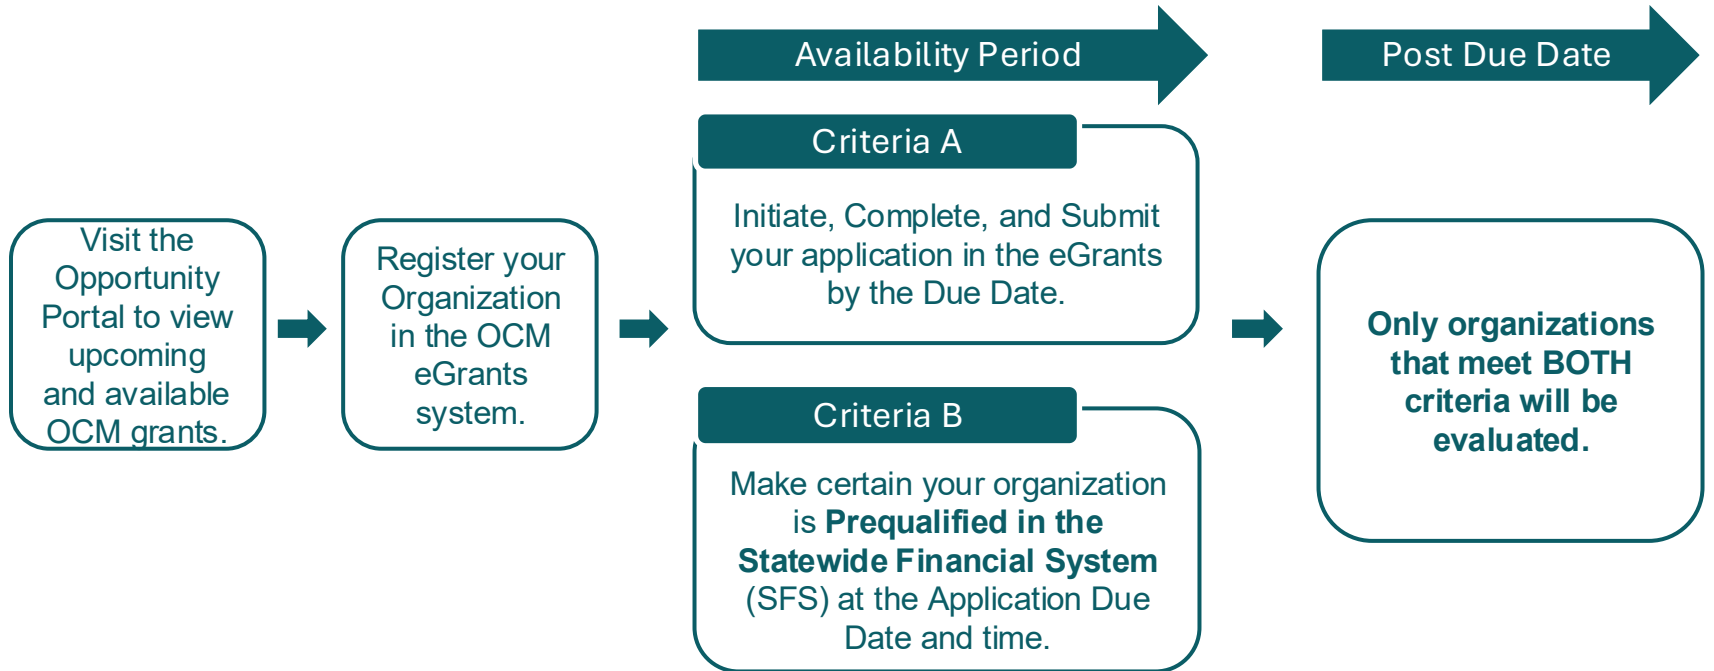 Availability Period
Post Due Date
Visit the
Opportunity
Portal to view
upcoming
and available
OCM grants.
Register your
Organization
in the OCM
eGrants
system.
Criteria A
Initiate, Complete, and Submit
your application in the eGrants
by the Due Date.
Criteria B
Make certain your organization
is Prequalified in the
Statewide Financial System
(SFS) at the Application Due
Date and time.
Only organizations
that meet BOTH
criteria will be
evaluated.